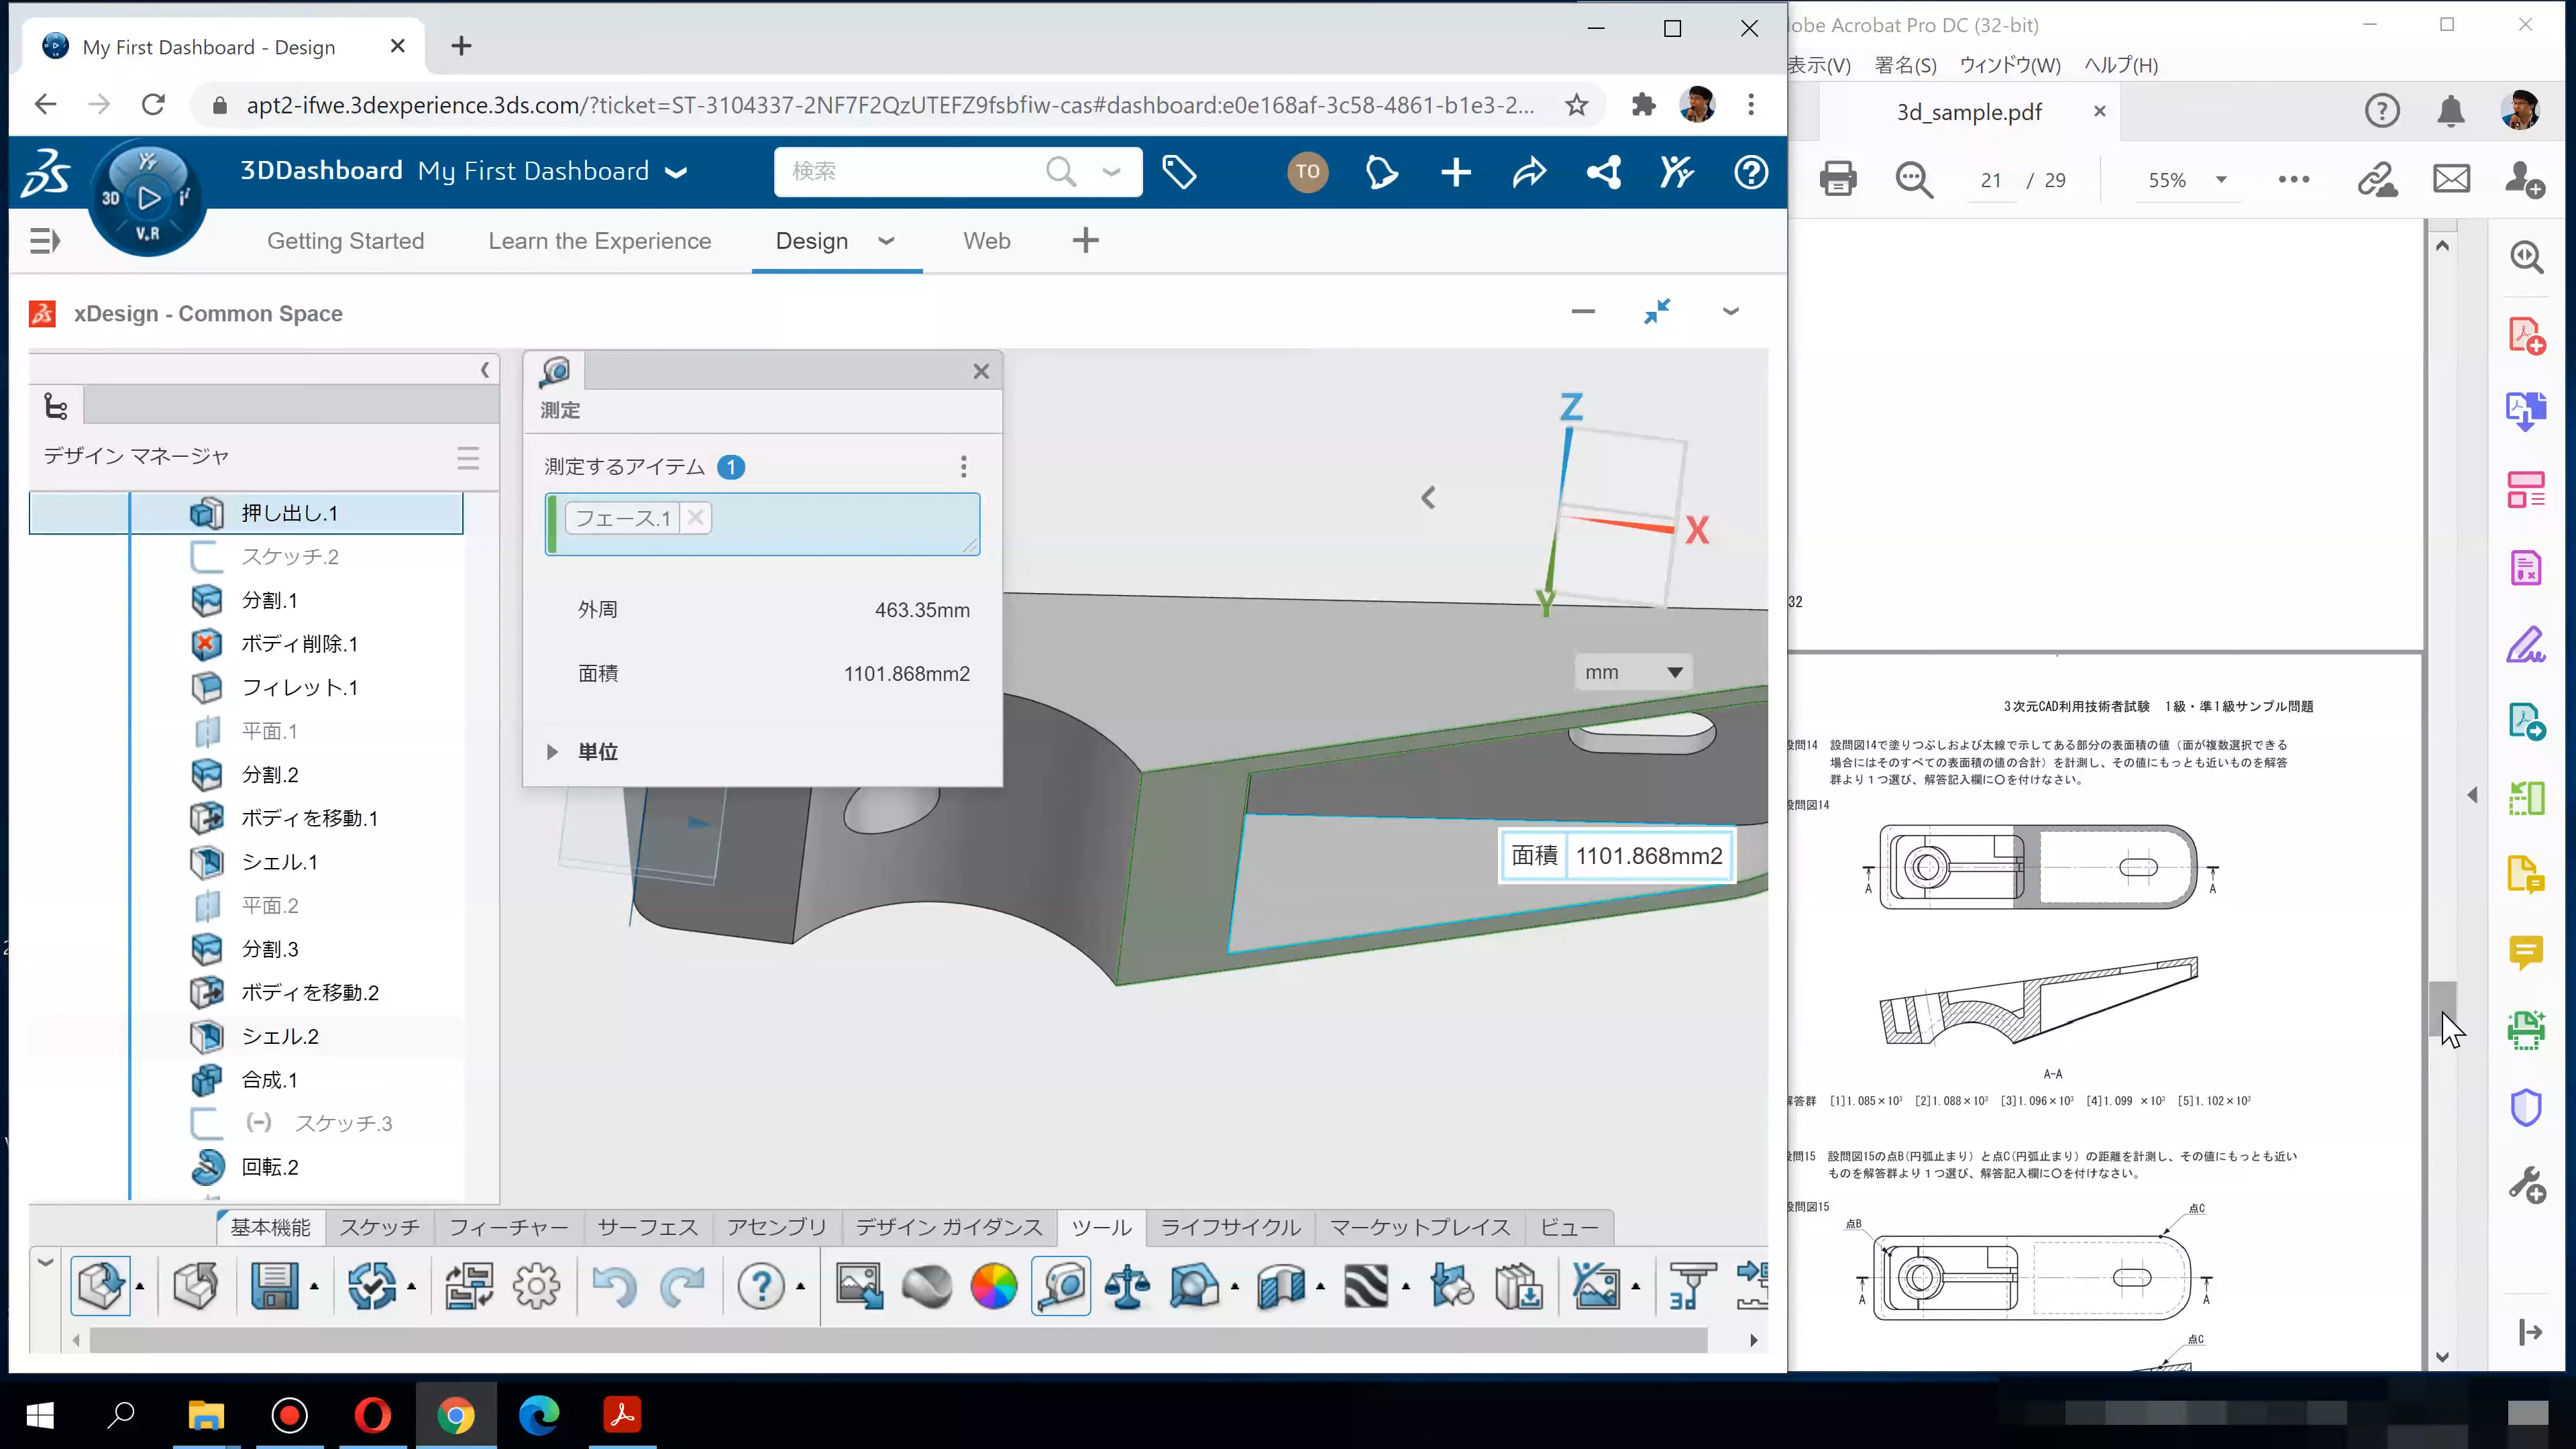 My First Dashboard - Design
apt2-ifwe.3dexperience.3ds.com/?ticket=ST-3104337-2NF7F2QzUTEFZ9fsbfiw-cas#dashboard:e0e168af-3c58-4861-b1e3-2...
3DDashboard My First Dashboard
検索
TO
3D
V.R
Getting Started
Learn the Experience
Design
Web
xDesign - Common Space
デザイン マネージャ
押し出し.1
スケッチ.2
分割.1
ボディ削除.1
フィレット.1
平面.1
分割.2
ボディを移動.1
シェル.1
平面.2
分割.3
ボディを移動.2
シェル.2
合成.1
(-) スケッチ.3
回転.2
測定
測定するアイテム 1
フェース.1
外周 463.35mm
面積 1101.868mm2
単位
Z
X
Y
mm
面積 1101.868mm2
基本機能
スケッチ
フィーチャー
サーフェス
アセンブリ
デザイン ガイダンス
ツール
ライフサイクル
マーケットプレイス
ビュー
3d
obe Acrobat Pro DC (32-bit)
表示(V) 署名(S) ウィンドウ(W) ヘルプ(H)
3d_sample.pdf
21 / 29
55%
32
3次元CAD利用技術者試験 1級・準1級サンプル問題
設問14 設問図14で塗りつぶしおよび太線で示してある部分の表面積の値（面が複数選択できる
場合にはそのすべての表面積の値の合計）を計測し、その値にもっとも近いものを解答
群より1つ選び、解答記入欄に〇を付けなさい。
設問図14
A
A
A-A
解答群 [1]1.085×10³ [2]1.088×10³ [3]1.096×10³ [4]1.099 ×10³ [5]1.102×10³
設問15 設問図15の点B(円弧止まり)と点C(円弧止まり)の距離を計測し、その値にもっとも近い
ものを解答群より1つ選び、解答記入欄に〇を付けなさい。
設問図15
点B
点C
A
A
点C